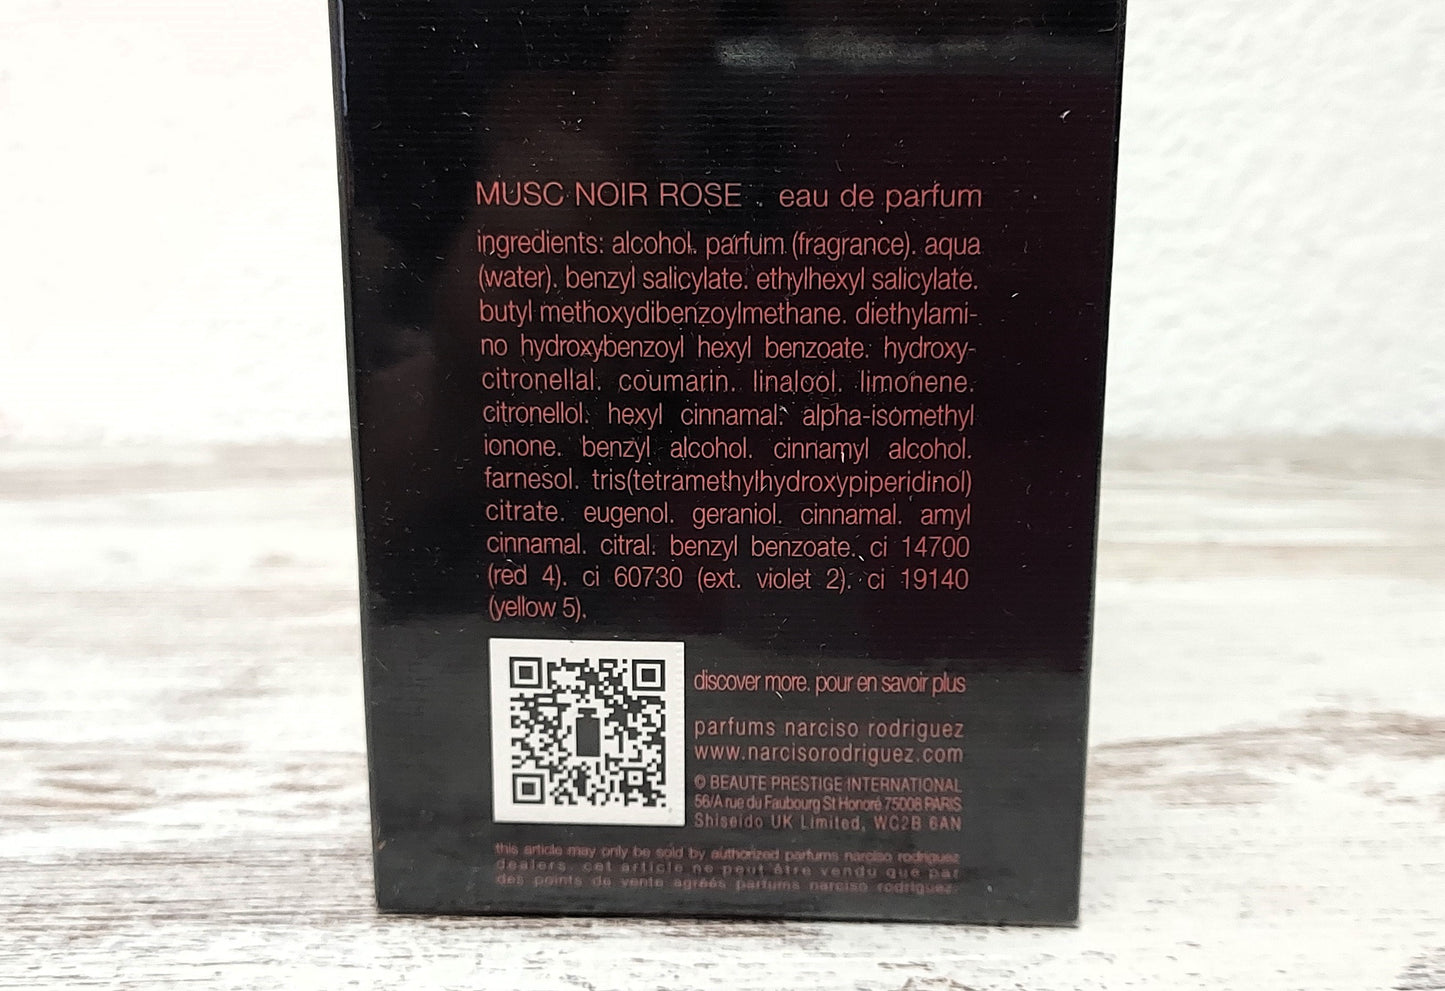 MUSC NOIR ROSE . eau de parfum
ingredients: alcohol. parfum (fragrance). aqua
(water). benzyl salicylate. ethylhexyl salicylate.
butyl methoxydibenzoylmethane. diethylami-
no hydroxybenzoyl hexyl benzoate. hydroxy-
citronellal. coumarin. linalool. limonene.
citronellol. hexyl cinnamal. alpha-isomethyl
ionone. benzyl alcohol. cinnamyl alcohol.
farnesol. tris(tetramethylhydroxypiperidinol)
citrate. eugenol. geraniol. cinnamal. amyl
cinnamal. citral. benzyl benzoate. ci 14700
(red 4). ci 60730 (ext. violet 2). ci 19140
(yellow 5).
discover more. pour en savoir plus
parfums narciso rodriguez
www.narcisorodriguez.com
© BEAUTE PRESTIGE INTERNATIONAL
56/A rue du Faubourg St Honoré 75008 PARIS
Shiseido UK Limited, WC2B 6AN
this article may only be sold by authorized parfums narciso rodriguez
dealers. cet article ne peut être vendu que par
des points de vente agréés parfums narciso rodriguez.